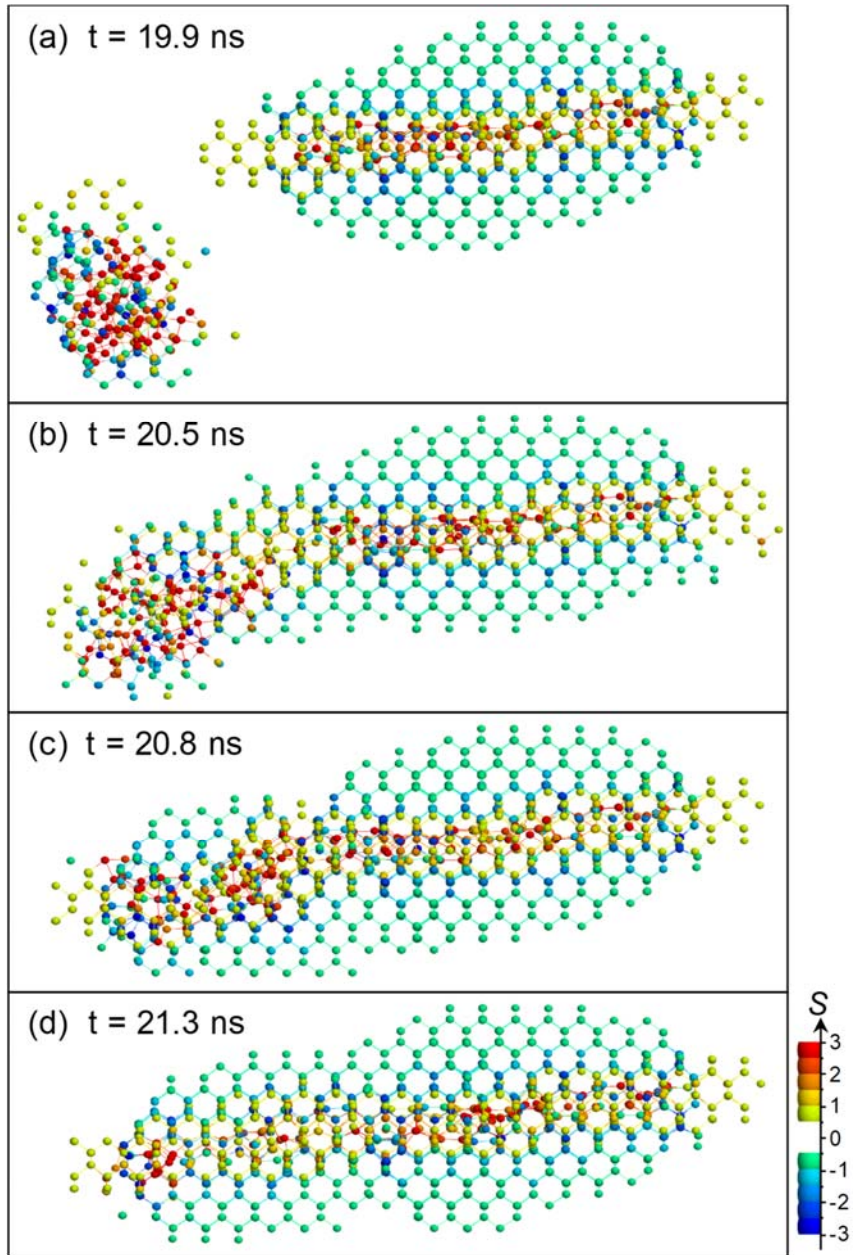 (a) t = 19.9 ns
(b) t = 20.5 ns
(c) t = 20.8 ns
(d) t = 21.3 ns
S
3
2
1
0
-1
-2
-3